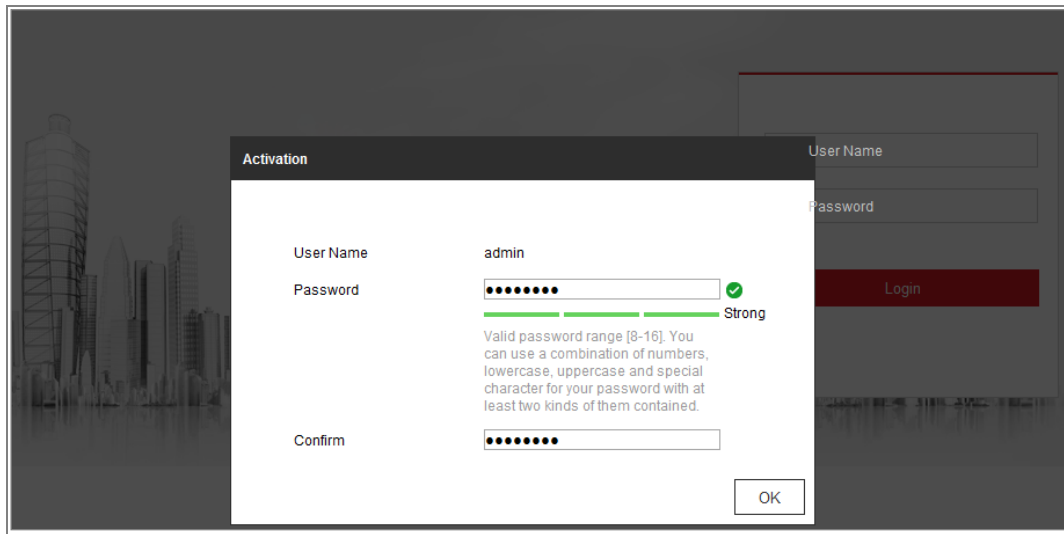 Activation
User Name
Password
Login
User Name admin
Password ●●●●●●●●
Strong
Valid password range [8-16]. You
can use a combination of numbers,
lowercase, uppercase and special
character for your password with at
least two kinds of them contained.
Confirm ●●●●●●●●
OK